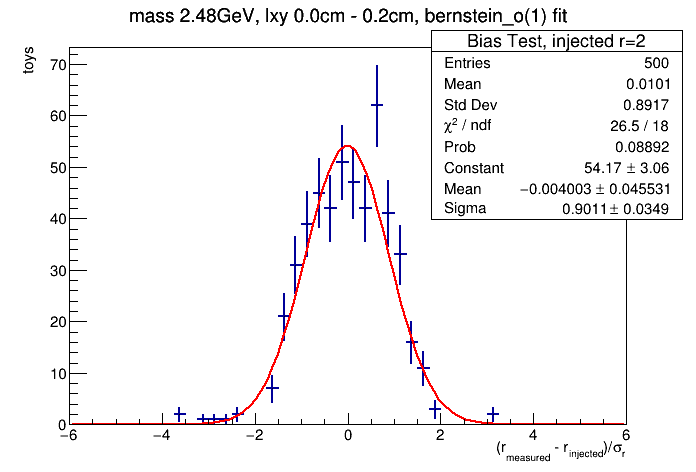 mass 2.48GeV, lxy 0.0cm - 0.2cm, bernstein_o(1) fit
Bias Test, injected r=2
Entries 500
Mean 0.0101
Std Dev 0.8917
χ² / ndf 26.5 / 18
Prob 0.08892
Constant 54.17 ± 3.06
Mean −0.004003 ± 0.045531
Sigma 0.9011 ± 0.0349
toys
70
60
50
40
30
20
10
0
−6 −4 −2 0 2 4 6
(r_measured - r_injected)/σ_r